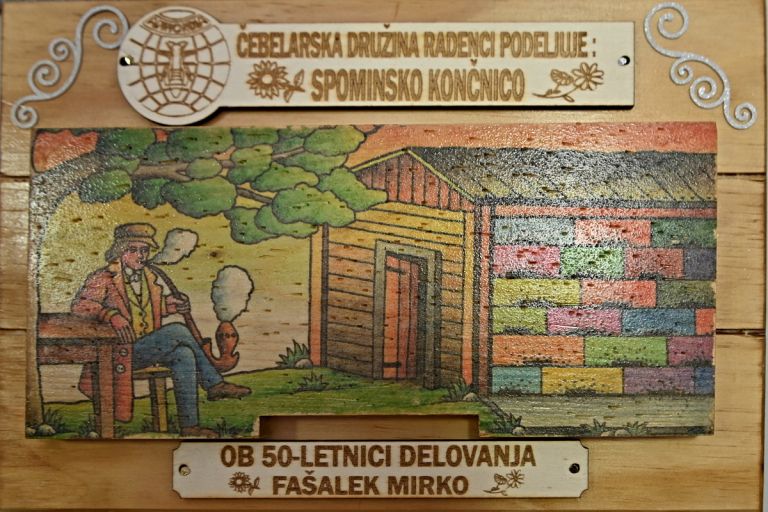 ČEBELARSKA DRUŽINA RADENCI PODELJUJE :
SPOMINSKO KONČNICO
OB 50-LETNICI DELOVANJA
FAŠALEK MIRKO